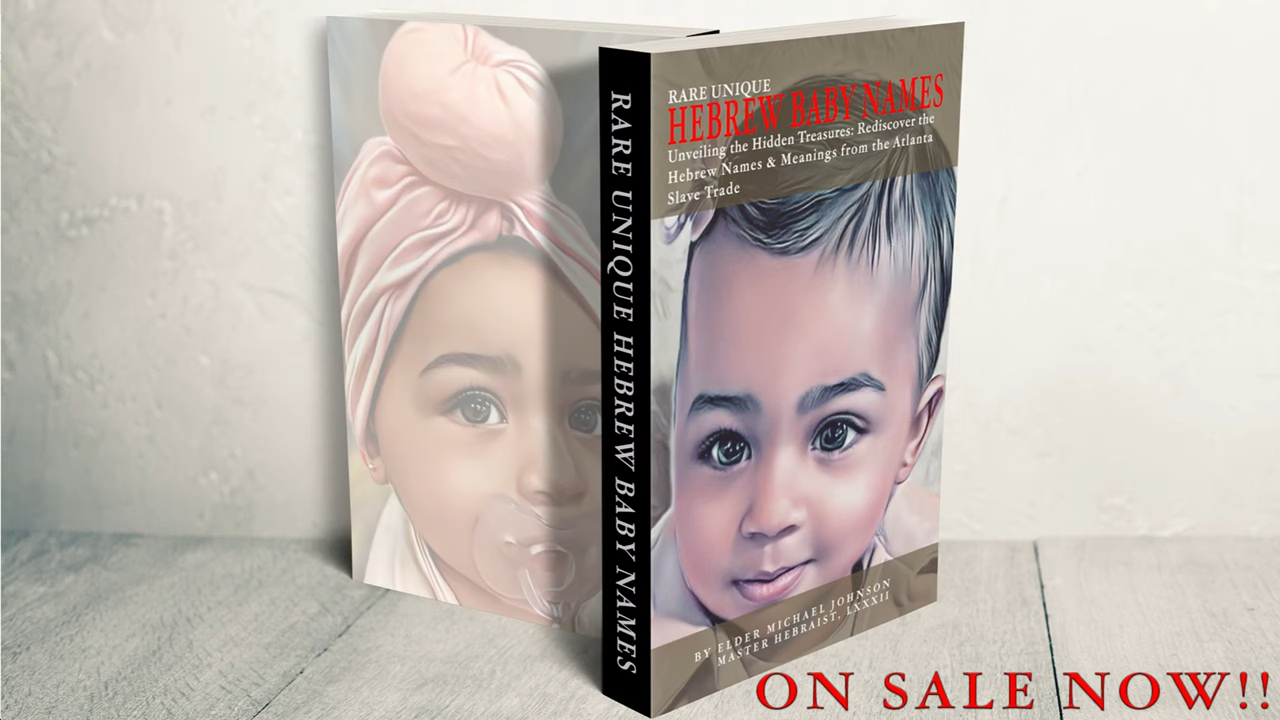 RARE UNIQUE HEBREW BABY NAMES
RARE UNIQUE
HEBREW BABY NAMES
Unveiling the Hidden Treasures: Rediscover the
Hebrew Names & Meanings from the Atlanta
Slave Trade
BY ELDER MICHAEL JOHNSON
MASTER HEBRAIST, LXXXII
ON SALE NOW!!